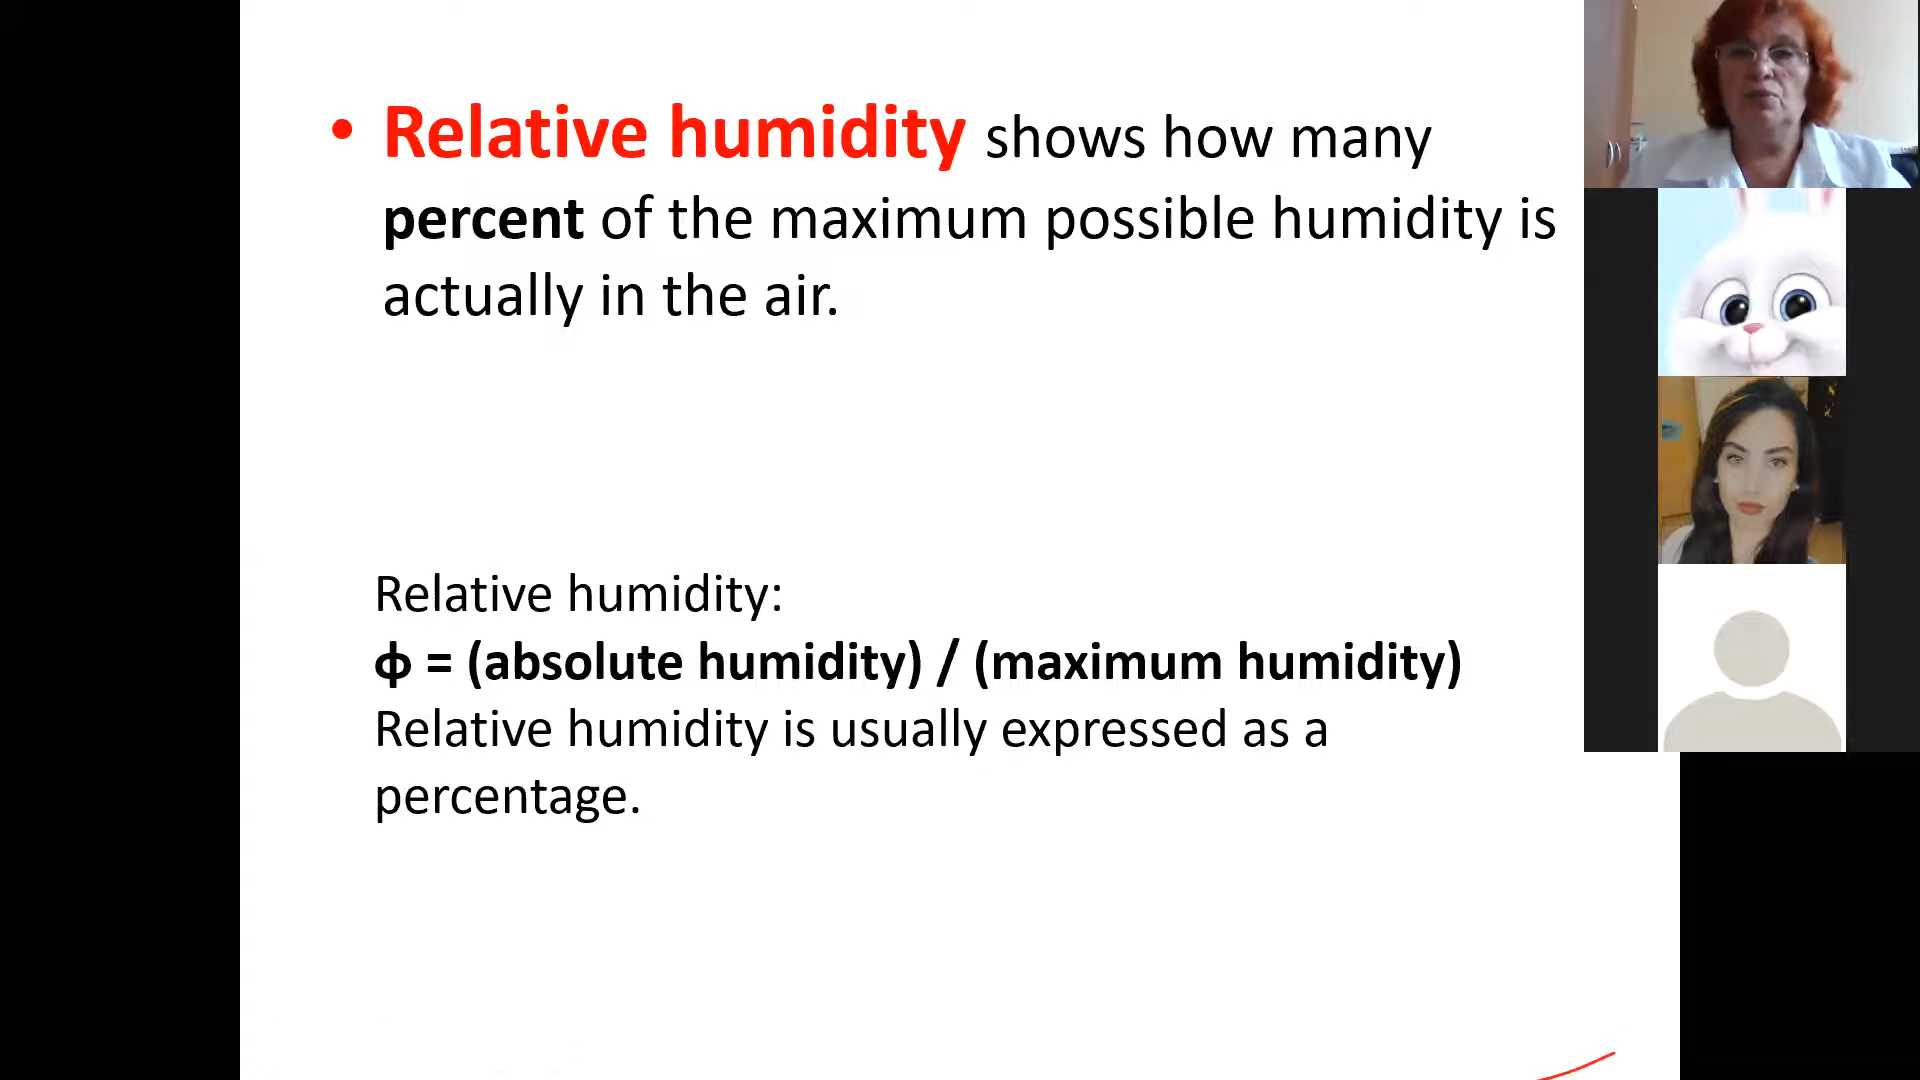 • Relative humidity shows how many
percent of the maximum possible humidity is
actually in the air.
Relative humidity:
ϕ = (absolute humidity) / (maximum humidity)
Relative humidity is usually expressed as a
percentage.